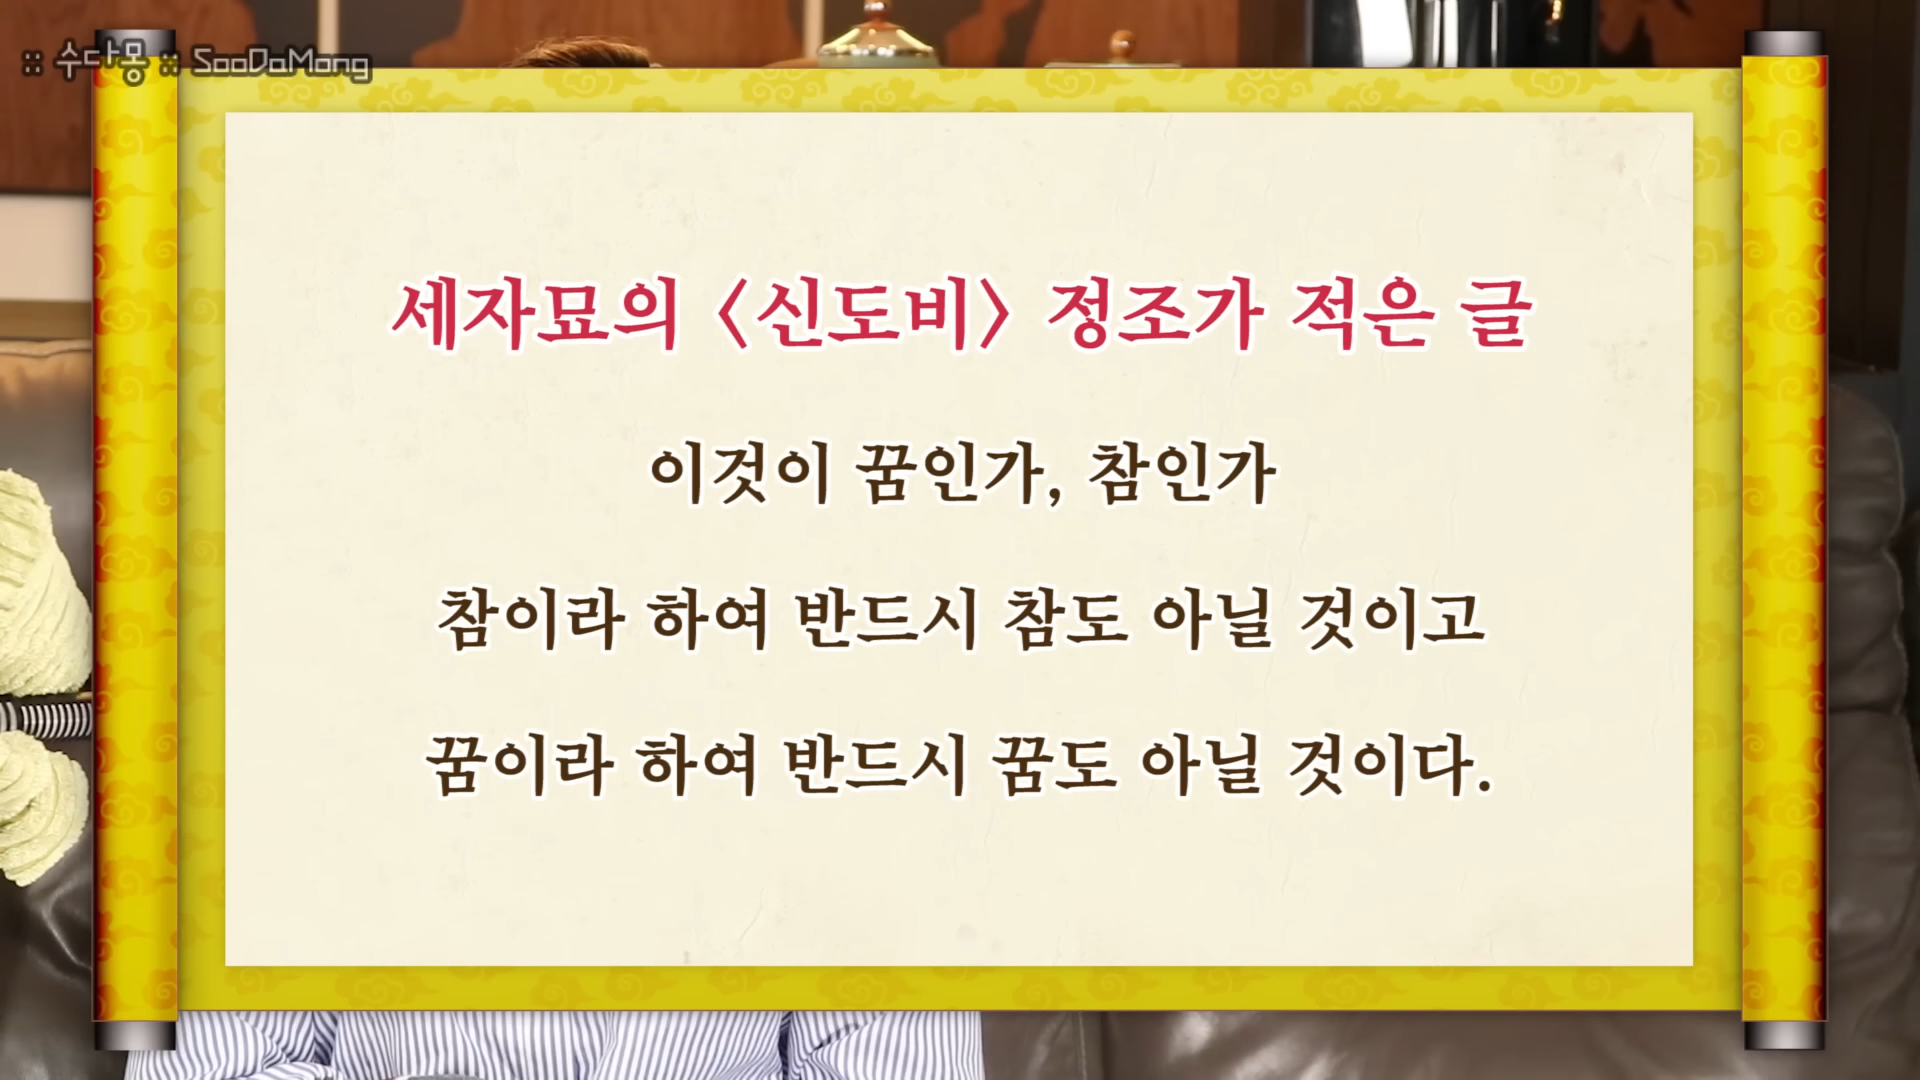 :: 수다몽 :: SooDaMong
세자묘의 <신도비> 정조가 적은 글
이것이 꿈인가, 참인가
참이라 하여 반드시 참도 아닐 것이고
꿈이라 하여 반드시 꿈도 아닐 것이다.